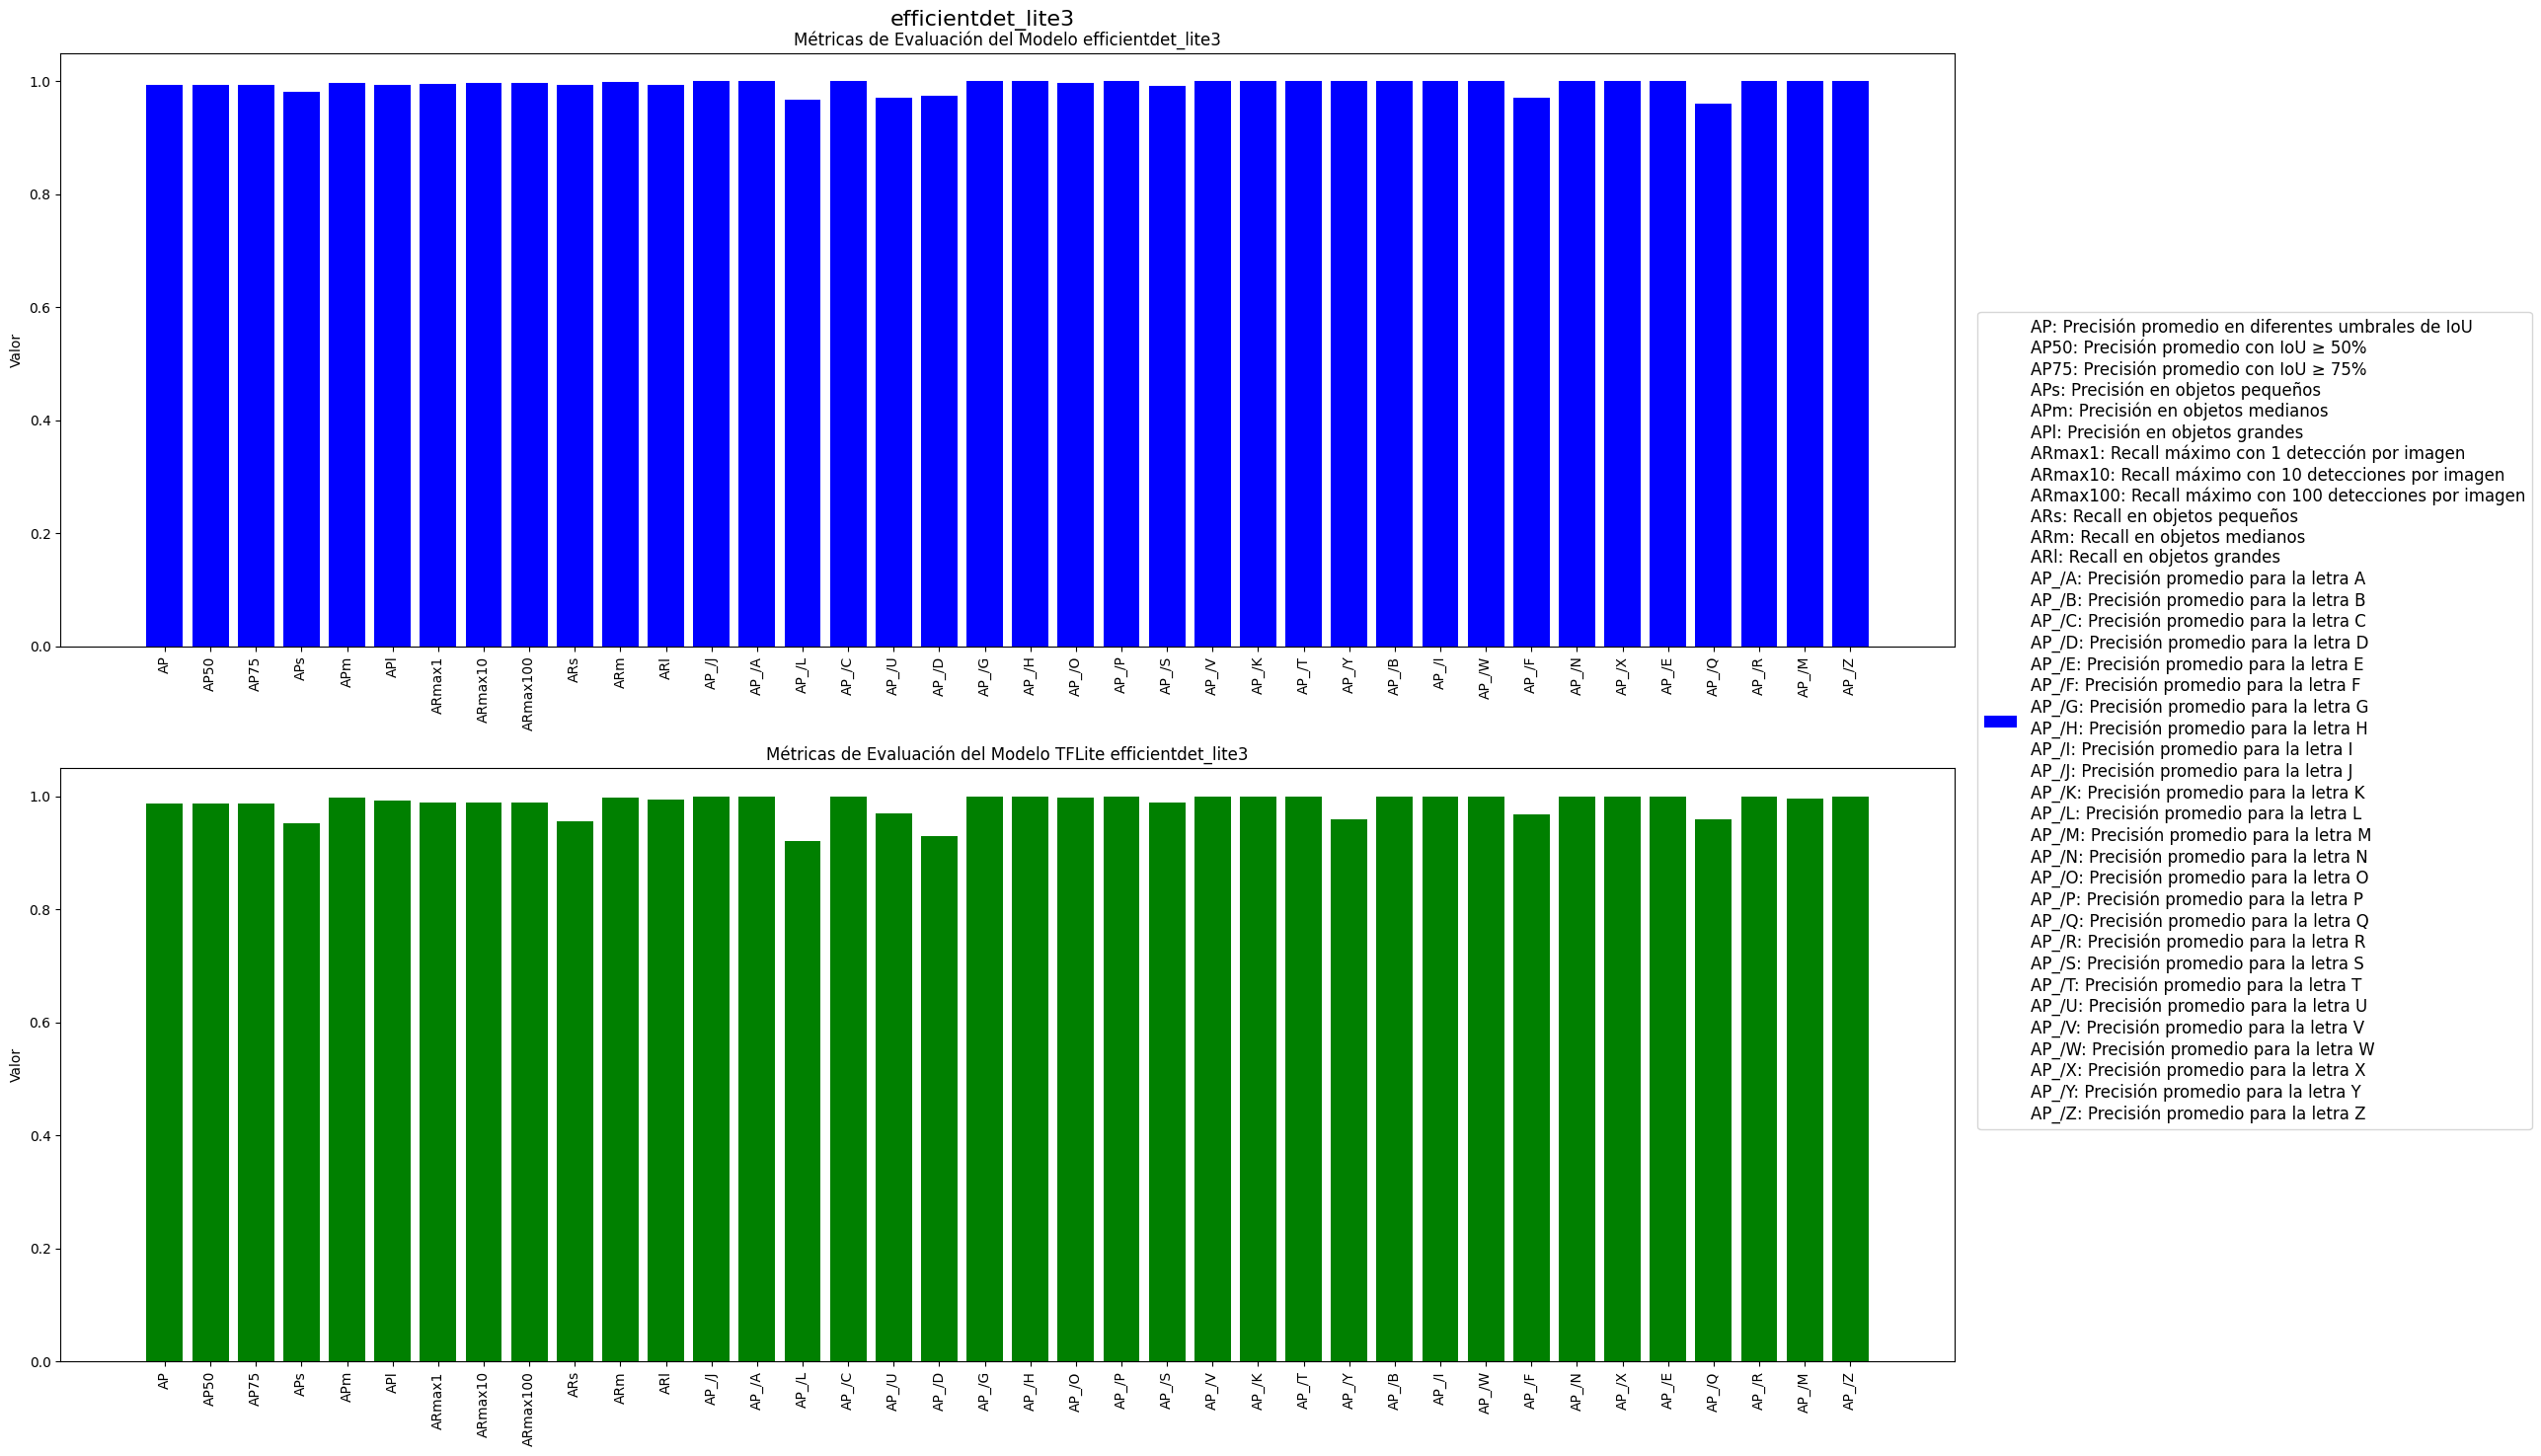 efficientdet_lite3
Métricas de Evaluación del Modelo efficientdet_lite3
Valor
1.0
0.8
0.6
0.4
0.2
0.0
AP AP50 AP75 APs APm APl ARmax1 ARmax10 ARmax100 ARs ARm ARl AP_/J AP_/A AP_/L AP_/C AP_/U AP_/D AP_/G AP_/H AP_/O AP_/P AP_/S AP_/V AP_/K AP_/T AP_/Y AP_/B AP_/I AP_/W AP_/F AP_/N AP_/X AP_/E AP_/Q AP_/R AP_/M AP_/Z
Métricas de Evaluación del Modelo TFLite efficientdet_lite3
Valor
1.0
0.8
0.6
0.4
0.2
0.0
AP AP50 AP75 APs APm APl ARmax1 ARmax10 ARmax100 ARs ARm ARl AP_/J AP_/A AP_/L AP_/C AP_/U AP_/D AP_/G AP_/H AP_/O AP_/P AP_/S AP_/V AP_/K AP_/T AP_/Y AP_/B AP_/I AP_/W AP_/F AP_/N AP_/X AP_/E AP_/Q AP_/R AP_/M AP_/Z
AP: Precisión promedio en diferentes umbrales de IoU
AP50: Precisión promedio con IoU ≥ 50%
AP75: Precisión promedio con IoU ≥ 75%
APs: Precisión en objetos pequeños
APm: Precisión en objetos medianos
APl: Precisión en objetos grandes
ARmax1: Recall máximo con 1 detección por imagen
ARmax10: Recall máximo con 10 detecciones por imagen
ARmax100: Recall máximo con 100 detecciones por imagen
ARs: Recall en objetos pequeños
ARm: Recall en objetos medianos
ARl: Recall en objetos grandes
AP_/A: Precisión promedio para la letra A
AP_/B: Precisión promedio para la letra B
AP_/C: Precisión promedio para la letra C
AP_/D: Precisión promedio para la letra D
AP_/E: Precisión promedio para la letra E
AP_/F: Precisión promedio para la letra F
AP_/G: Precisión promedio para la letra G
AP_/H: Precisión promedio para la letra H
AP_/I: Precisión promedio para la letra I
AP_/J: Precisión promedio para la letra J
AP_/K: Precisión promedio para la letra K
AP_/L: Precisión promedio para la letra L
AP_/M: Precisión promedio para la letra M
AP_/N: Precisión promedio para la letra N
AP_/O: Precisión promedio para la letra O
AP_/P: Precisión promedio para la letra P
AP_/Q: Precisión promedio para la letra Q
AP_/R: Precisión promedio para la letra R
AP_/S: Precisión promedio para la letra S
AP_/T: Precisión promedio para la letra T
AP_/U: Precisión promedio para la letra U
AP_/V: Precisión promedio para la letra V
AP_/W: Precisión promedio para la letra W
AP_/X: Precisión promedio para la letra X
AP_/Y: Precisión promedio para la letra Y
AP_/Z: Precisión promedio para la letra Z